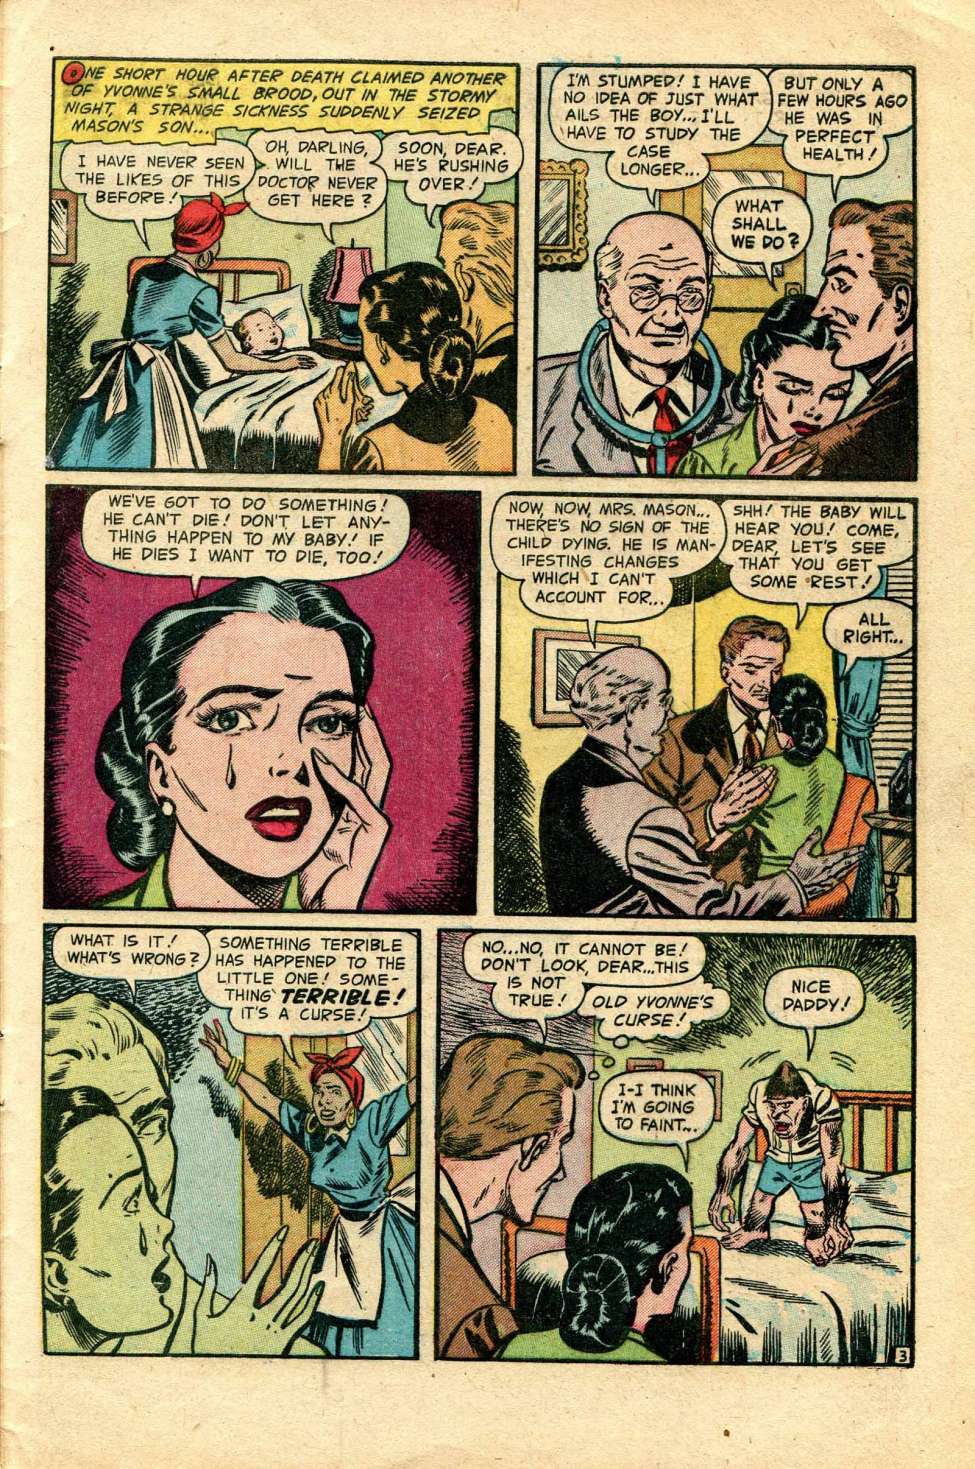 ONE SHORT HOUR AFTER DEATH CLAIMED ANOTHER
OF YVONNE'S SMALL BROOD, OUT IN THE STORMY
NIGHT, A STRANGE SICKNESS SUDDENLY SEIZED
MASON'S SON....
I HAVE NEVER SEEN
THE LIKES OF THIS
BEFORE!
OH, DARLING,
WILL THE
DOCTOR NEVER
GET HERE?
SOON, DEAR.
HE'S RUSHING
OVER!
I'M STUMPED! I HAVE
NO IDEA OF JUST WHAT
AILS THE BOY... I'LL
HAVE TO STUDY THE
CASE
LONGER...
BUT ONLY A
FEW HOURS AGO
HE WAS IN
PERFECT
HEALTH!
WHAT
SHALL
WE DO?
WE'VE GOT TO DO SOMETHING!
HE CAN'T DIE! DON'T LET ANY-
THING HAPPEN TO MY BABY! IF
HE DIES I WANT TO DIE, TOO!
NOW, NOW, MRS. MASON...
THERE'S NO SIGN OF THE
CHILD DYING. HE IS MAN-
IFESTING CHANGES
WHICH I CAN'T
ACCOUNT FOR...
SHH! THE BABY WILL
HEAR YOU! COME,
DEAR, LET'S SEE
THAT YOU GET
SOME REST!
ALL
RIGHT...
WHAT IS IT!
WHAT'S WRONG?
SOMETHING TERRIBLE
HAS HAPPENED TO THE
LITTLE ONE! SOME-
THING TERRIBLE!
IT'S A CURSE!
NO...NO, IT CANNOT BE!
DON'T LOOK, DEAR...THIS
IS NOT
TRUE!
OLD YVONNE'S
CURSE!
I-I THINK
I'M GOING
TO FAINT...
NICE
DADDY!
3